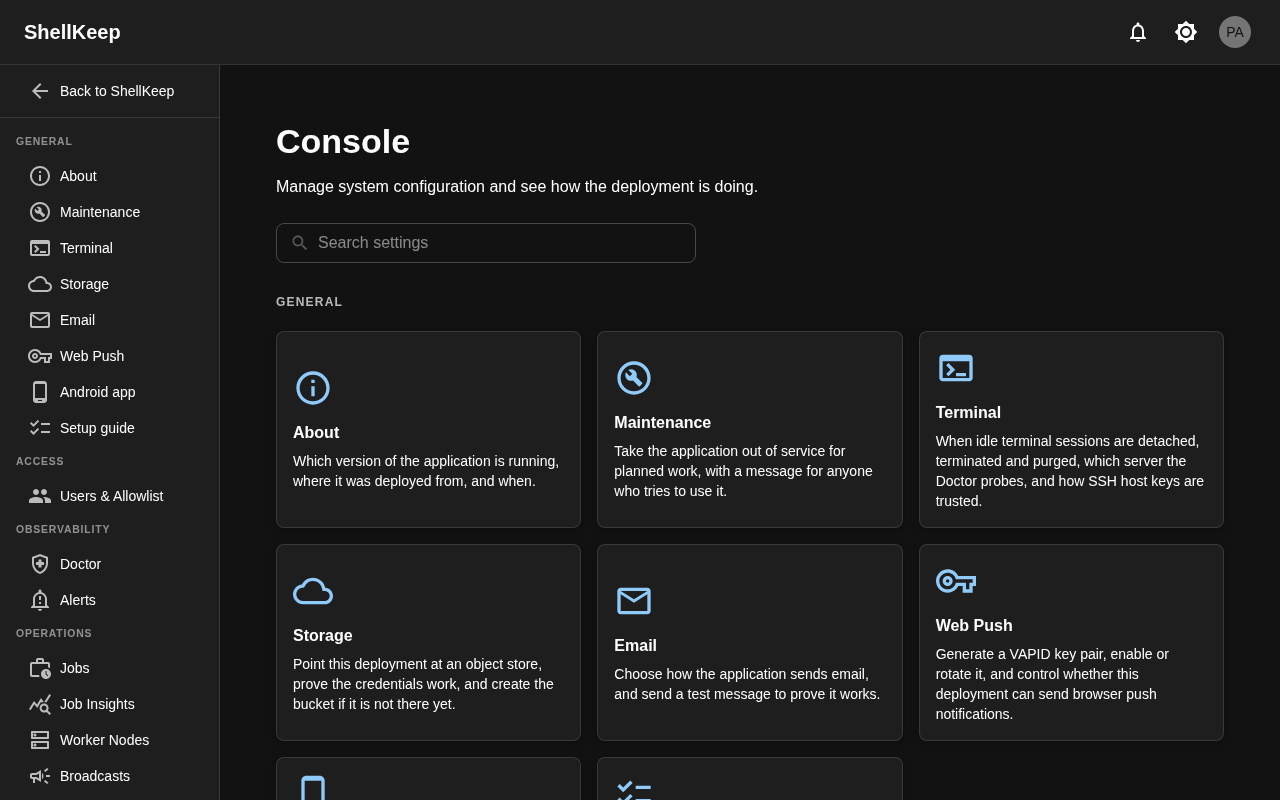 ShellKeep
PA
Back to ShellKeep
GENERAL
About
Maintenance
Terminal
Storage
Email
Web Push
Android app
Setup guide
ACCESS
Users & Allowlist
OBSERVABILITY
Doctor
Alerts
OPERATIONS
Jobs
Job Insights
Worker Nodes
Broadcasts
Console
Manage system configuration and see how the deployment is doing.
Search settings
GENERAL
About
Which version of the application is running,
where it was deployed from, and when.
Maintenance
Take the application out of service for
planned work, with a message for anyone
who tries to use it.
Terminal
When idle terminal sessions are detached,
terminated and purged, which server the
Doctor probes, and how SSH host keys are
trusted.
Storage
Point this deployment at an object store,
prove the credentials work, and create the
bucket if it is not there yet.
Email
Choose how the application sends email,
and send a test message to prove it works.
Web Push
Generate a VAPID key pair, enable or
rotate it, and control whether this
deployment can send browser push
notifications.